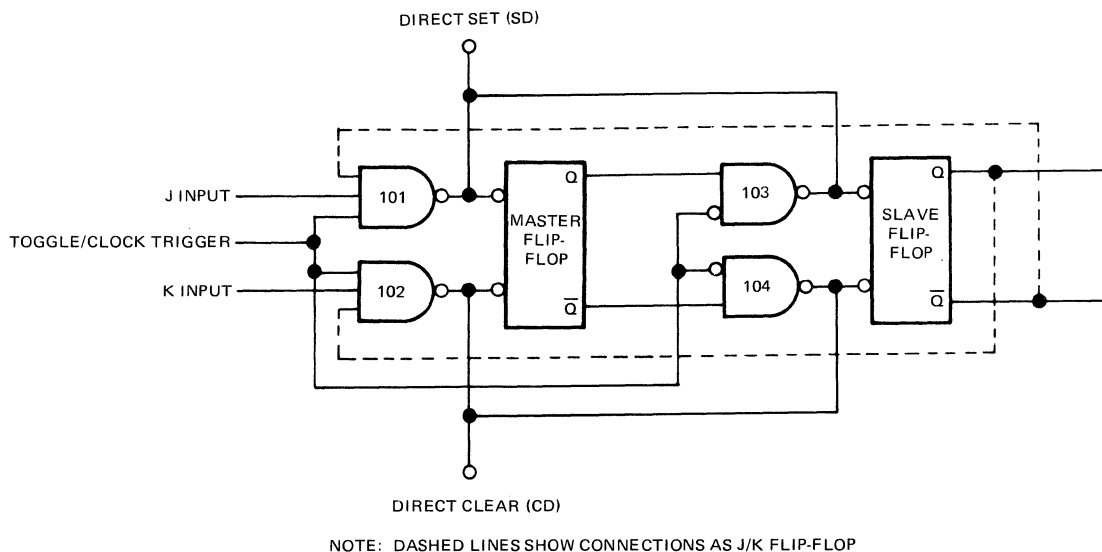 DIRECT SET (SD)
J INPUT
TOGGLE/CLOCK TRIGGER
K INPUT
101
102
MASTER
FLIP-
FLOP
Q
Q̅
103
104
SLAVE
FLIP-
FLOP
Q
Q̅
DIRECT CLEAR (CD)
NOTE: DASHED LINES SHOW CONNECTIONS AS J/K FLIP-FLOP